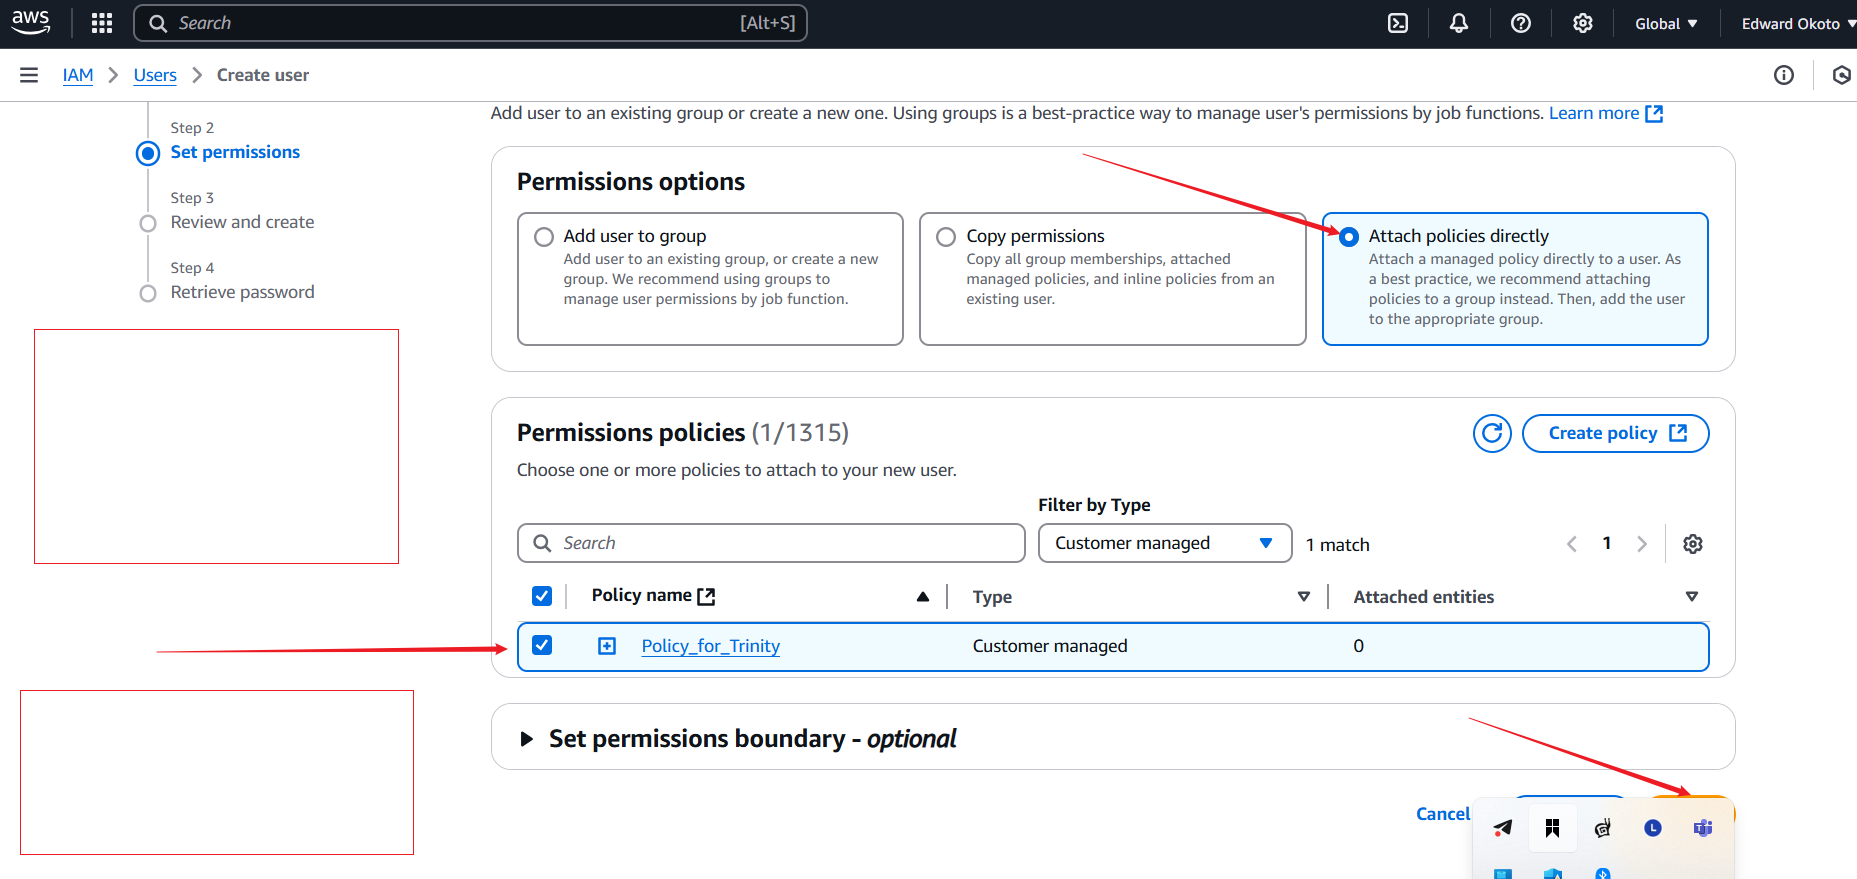 aws
Search
[Alt+S]
Global
Edward Okoto
IAM
Users
Create user
Step 2
Set permissions
Step 3
Review and create
Step 4
Retrieve password
Add user to an existing group or create a new one. Using groups is a best-practice way to manage user's permissions by job functions. Learn more
Permissions options
Add user to group
Add user to an existing group, or create a new
group. We recommend using groups to
manage user permissions by job function.
Copy permissions
Copy all group memberships, attached
managed policies, and inline policies from an
existing user.
Attach policies directly
Attach a managed policy directly to a user. As
a best practice, we recommend attaching
policies to a group instead. Then, add the user
to the appropriate group.
Permissions policies (1/1315)
Create policy
Choose one or more policies to attach to your new user.
Filter by Type
Search
Customer managed
1 match
1
Policy name
Type
Attached entities
Policy_for_Trinity
Customer managed
0
Set permissions boundary - optional
Cancel
L